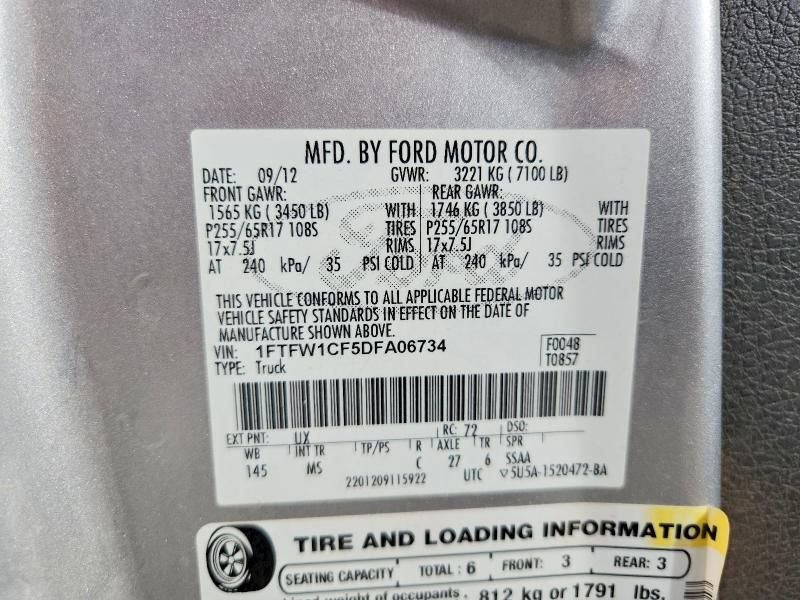 MFD. BY FORD MOTOR CO.
DATE: 09/12 GVWR: 3221 KG ( 7100 LB)
FRONT GAWR: REAR GAWR:
1565 KG ( 3450 LB) WITH 1746 KG ( 3850 LB) WITH
P255/65R17 108S TIRES P255/65R17 108S TIRES
17x7.5J RIMS 17x7.5J RIMS
AT 240 kPa/ 35 PSI COLD AT 240 kPa/ 35 PSI COLD
THIS VEHICLE CONFORMS TO ALL APPLICABLE FEDERAL MOTOR
VEHICLE SAFETY STANDARDS IN EFFECT ON THE DATE OF
MANUFACTURE SHOWN ABOVE.
VIN: 1FTFW1CF5DFA06734 F0048
TYPE: Truck T0857
EXT PNT: UX RC: 72 DSO:
WB INT TR TP/PS R AXLE TR SPR
145 MS C 27 6 SSAA
2201209115922 UTC ▽5U5A-1520472-BA
TIRE AND LOADING INFORMATION
SEATING CAPACITY TOTAL : 6 FRONT: 3 REAR: 3
weight of occupants 812 kg or 1791 lbs.